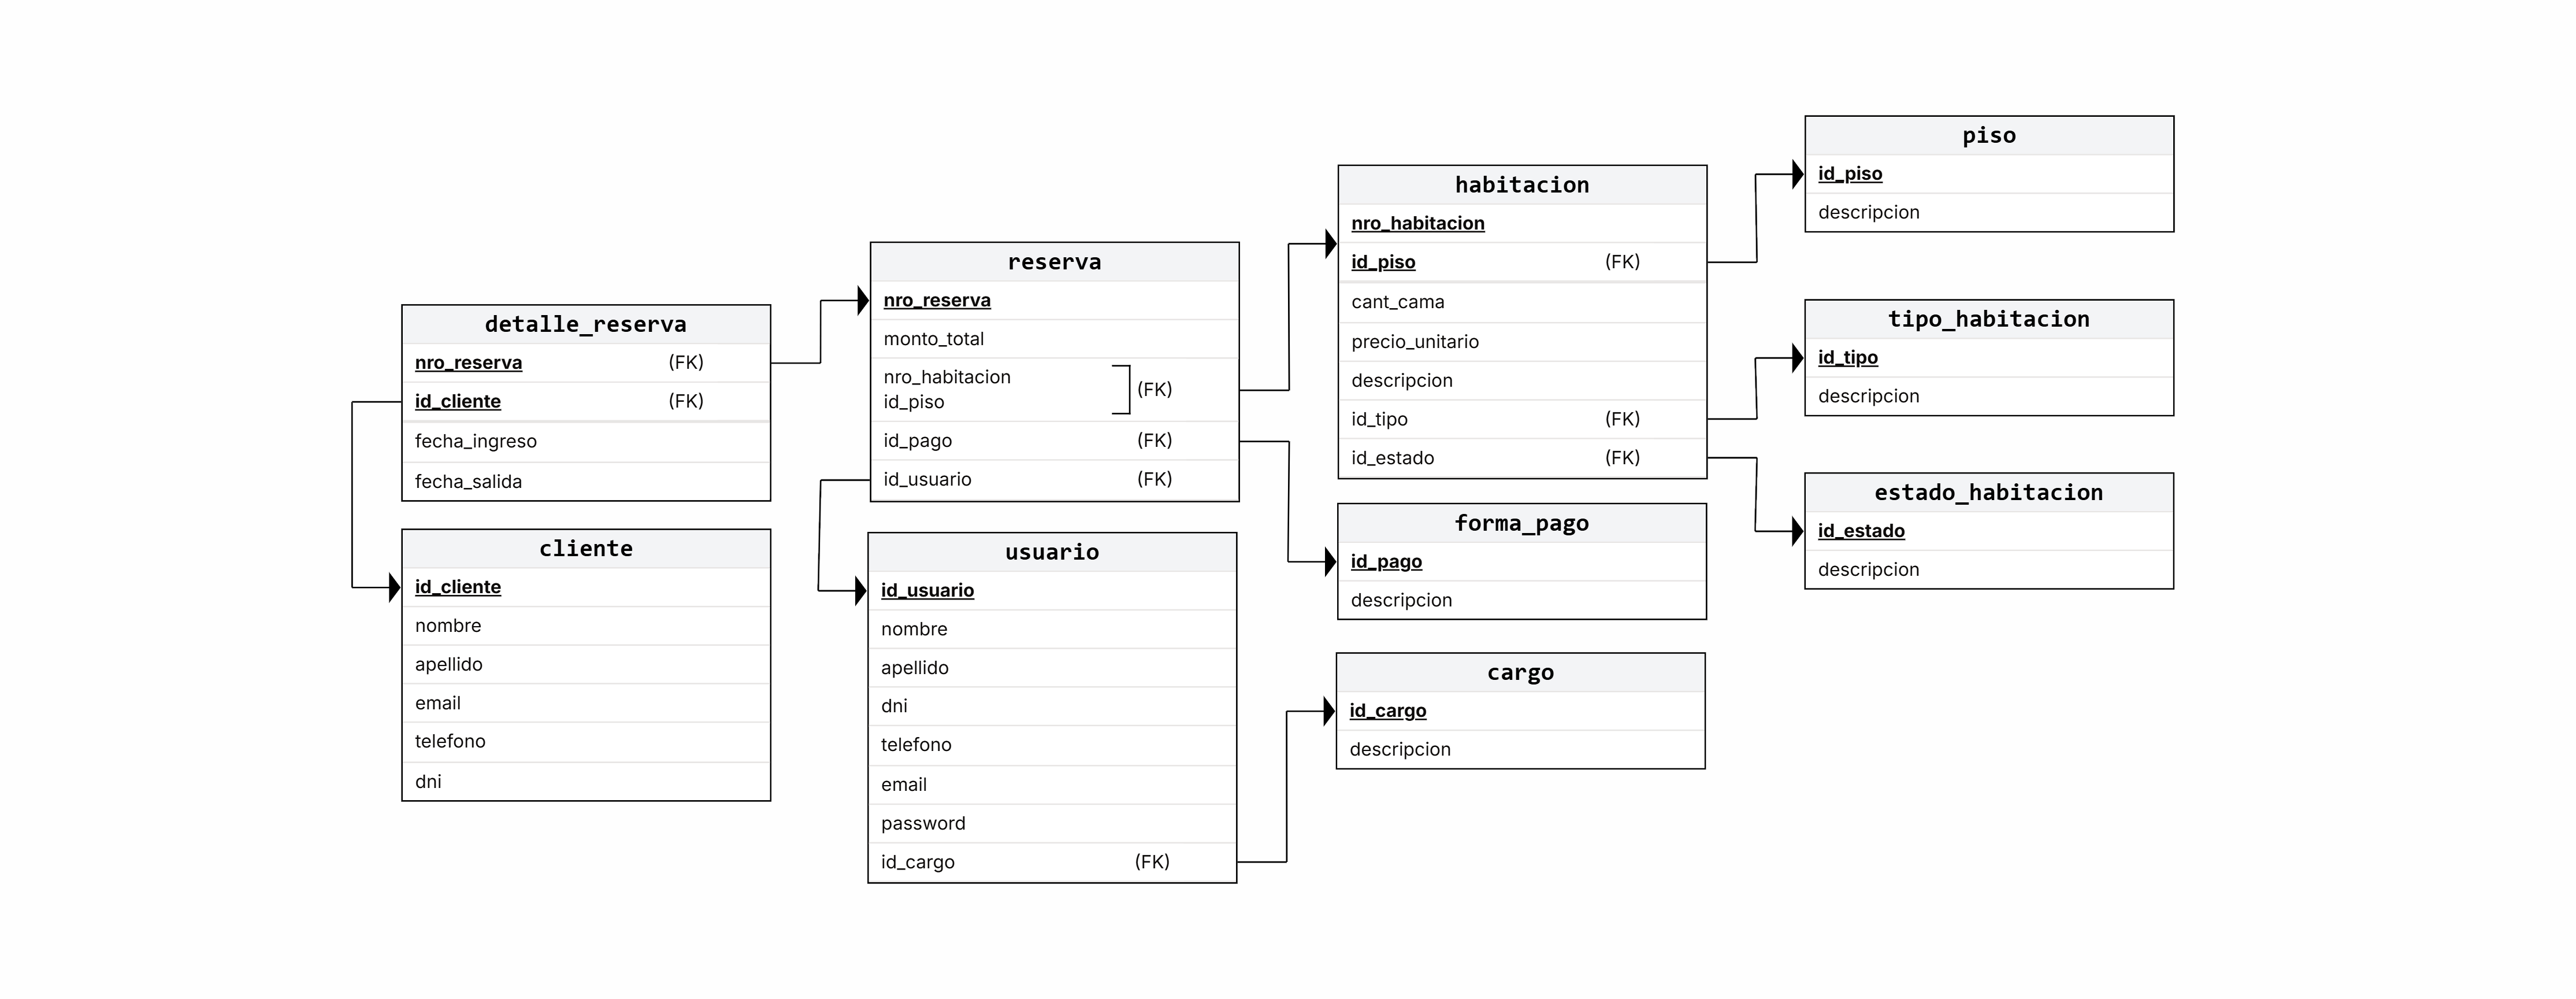 detalle_reserva
nro_reserva (FK)
id_cliente (FK)
fecha_ingreso
fecha_salida
cliente
id_cliente
nombre
apellido
email
telefono
dni
reserva
nro_reserva
monto_total
nro_habitacion
id_piso
(FK)
id_pago (FK)
id_usuario (FK)
usuario
id_usuario
nombre
apellido
dni
telefono
email
password
id_cargo (FK)
habitacion
nro_habitacion
id_piso (FK)
cant_cama
precio_unitario
descripcion
id_tipo (FK)
id_estado (FK)
forma_pago
id_pago
descripcion
cargo
id_cargo
descripcion
piso
id_piso
descripcion
tipo_habitacion
id_tipo
descripcion
estado_habitacion
id_estado
descripcion